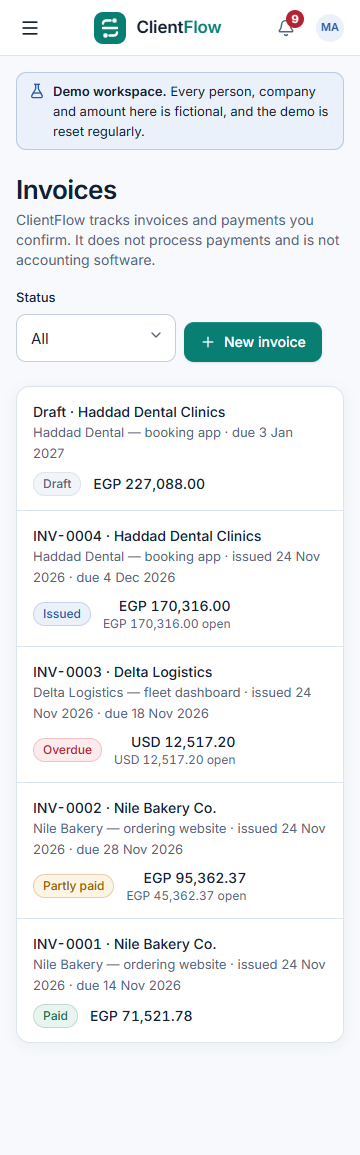 ClientFlow
9
MA
Demo workspace. Every person, company
and amount here is fictional, and the demo is
reset regularly.
Invoices
ClientFlow tracks invoices and payments you
confirm. It does not process payments and is not
accounting software.
Status
All
+ New invoice
Draft · Haddad Dental Clinics
Haddad Dental — booking app · due 3 Jan
2027
Draft
EGP 227,088.00
INV-0004 · Haddad Dental Clinics
Haddad Dental — booking app · issued 24 Nov
2026 · due 4 Dec 2026
Issued
EGP 170,316.00
EGP 170,316.00 open
INV-0003 · Delta Logistics
Delta Logistics — fleet dashboard · issued 24
Nov 2026 · due 18 Nov 2026
Overdue
USD 12,517.20
USD 12,517.20 open
INV-0002 · Nile Bakery Co.
Nile Bakery — ordering website · issued 24 Nov
2026 · due 28 Nov 2026
Partly paid
EGP 95,362.37
EGP 45,362.37 open
INV-0001 · Nile Bakery Co.
Nile Bakery — ordering website · issued 24 Nov
2026 · due 14 Nov 2026
Paid
EGP 71,521.78